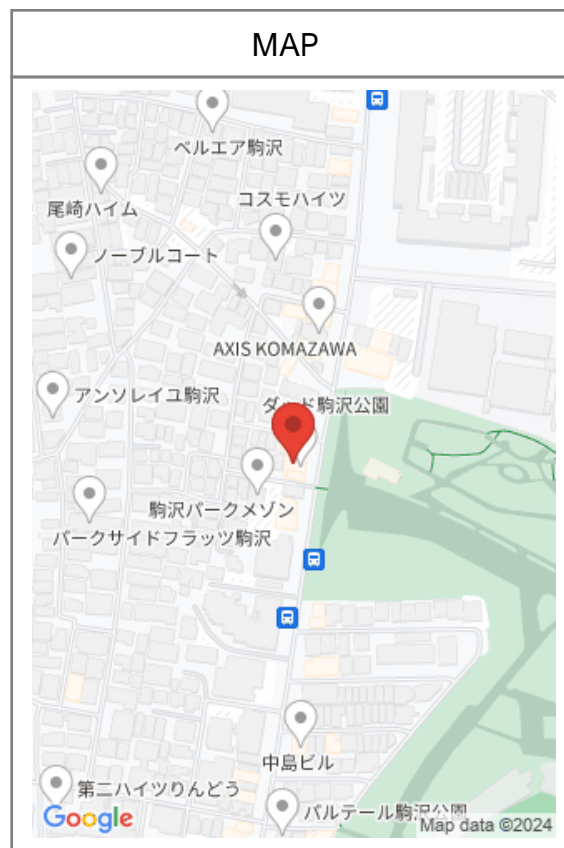 MAP
ベルエア駒沢
尾崎ハイム
コスモハイツ
ノーブルコート
AXIS KOMAZAWA
アンソレイユ駒沢
ダッド駒沢公園
駒沢パークメゾン
パークサイドフラッツ駒沢
中島ビル
第二ハイツりんどう
パルテール駒沢公園
Google
Map data ©2024